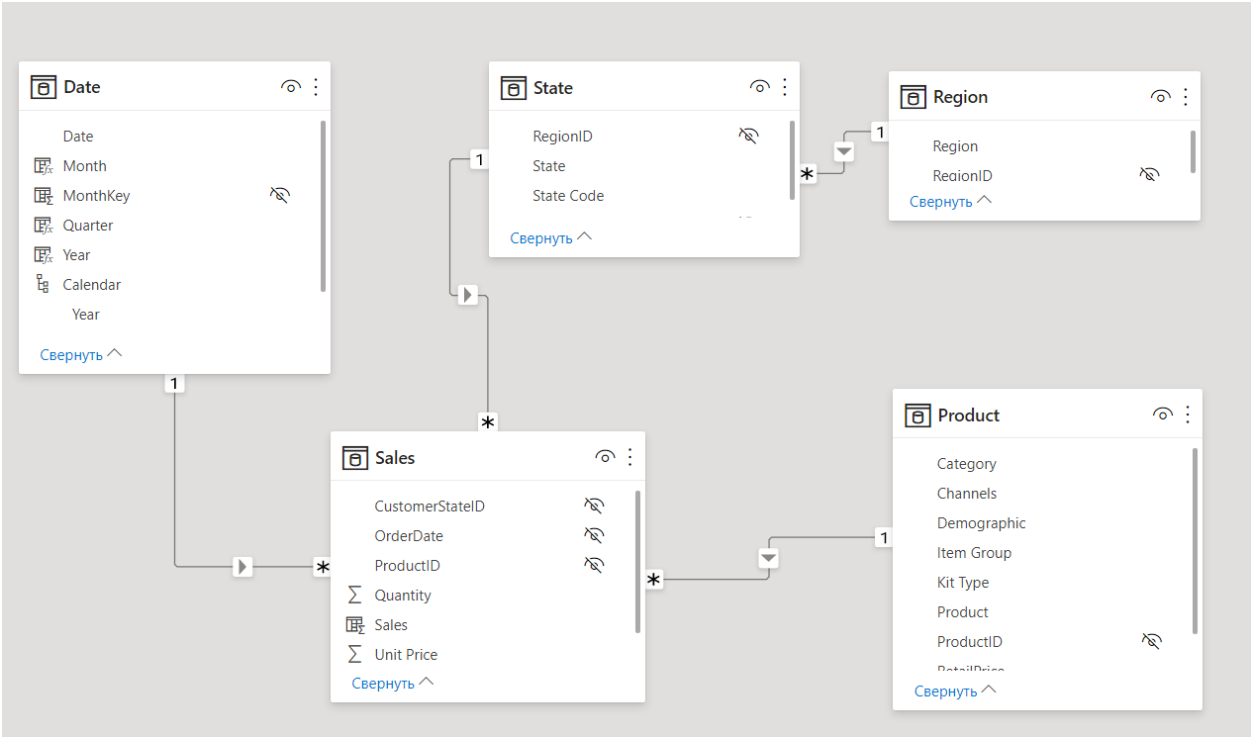 Date
Date
Month
MonthKey
Quarter
Year
Calendar
Year
Свернуть
1
State
RegionID
State
State Code
Свернуть
1
*
Region
Region
RegionID
Свернуть
1
*
Sales
CustomerStateID
OrderDate
ProductID
Quantity
Sales
Unit Price
Свернуть
*
*
Product
Category
Channels
Demographic
Item Group
Kit Type
Product
ProductID
RetailPrice
Свернуть
1